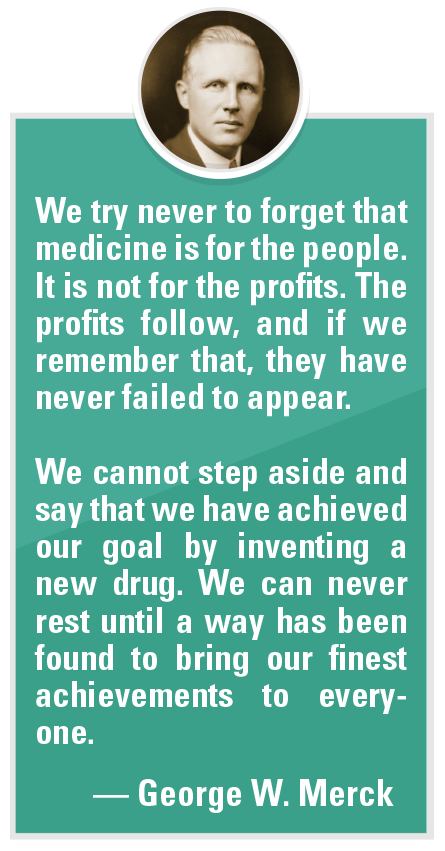 We try never to forget that
medicine is for the people.
It is not for the profits. The
profits follow, and if we
remember that, they have
never failed to appear.
We cannot step aside and
say that we have achieved
our goal by inventing a
new drug. We can never
rest until a way has been
found to bring our finest
achievements to every-
one.
— George W. Merck